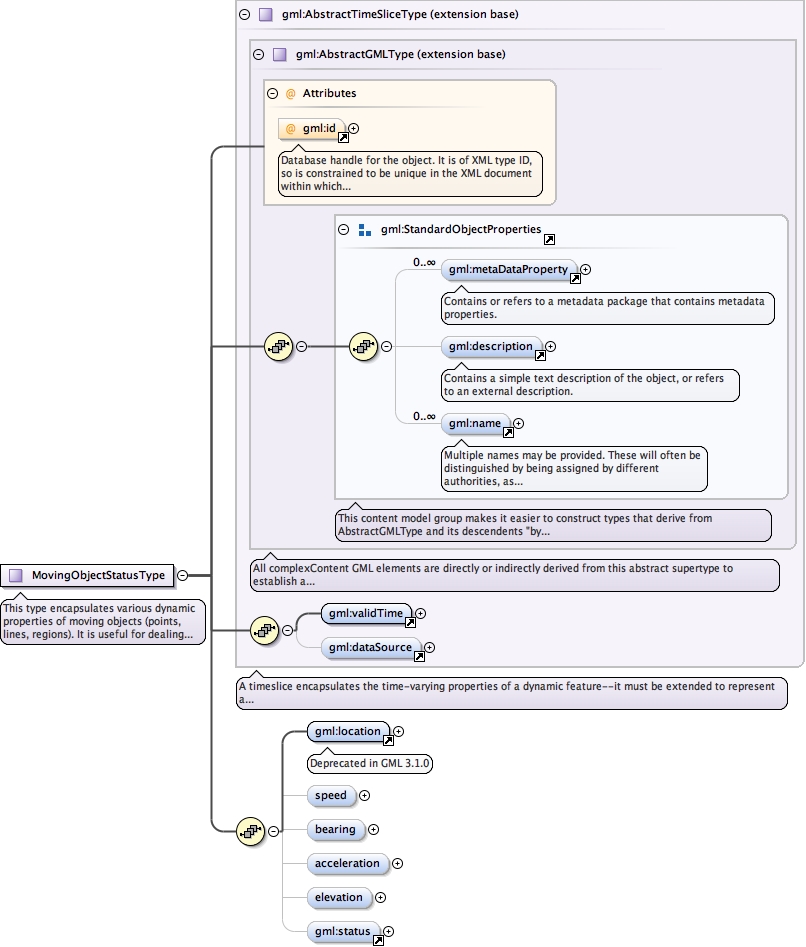 gml:AbstractTimeSliceType (extension base)
gml:AbstractGMLType (extension base)
@ Attributes
@ gml:id
Database handle for the object. It is of XML type ID,
so is constrained to be unique in the XML document
within which...
gml:StandardObjectProperties
0..∞
gml:metaDataProperty
Contains or refers to a metadata package that contains metadata
properties.
gml:description
Contains a simple text description of the object, or refers
to an external description.
0..∞
gml:name
Multiple names may be provided. These will often be
distinguished by being assigned by different
authorities, as...
This content model group makes it easier to construct types that derive from
AbstractGMLType and its descendents "by...
All complexContent GML elements are directly or indirectly derived from this abstract supertype to
establish a...
MovingObjectStatusType
This type encapsulates various dynamic
properties of moving objects (points,
lines, regions). It is useful for dealing...
gml:validTime
gml:dataSource
A timeslice encapsulates the time-varying properties of a dynamic feature--it must be extended to represent
a...
gml:location
Deprecated in GML 3.1.0
speed
bearing
acceleration
elevation
gml:status